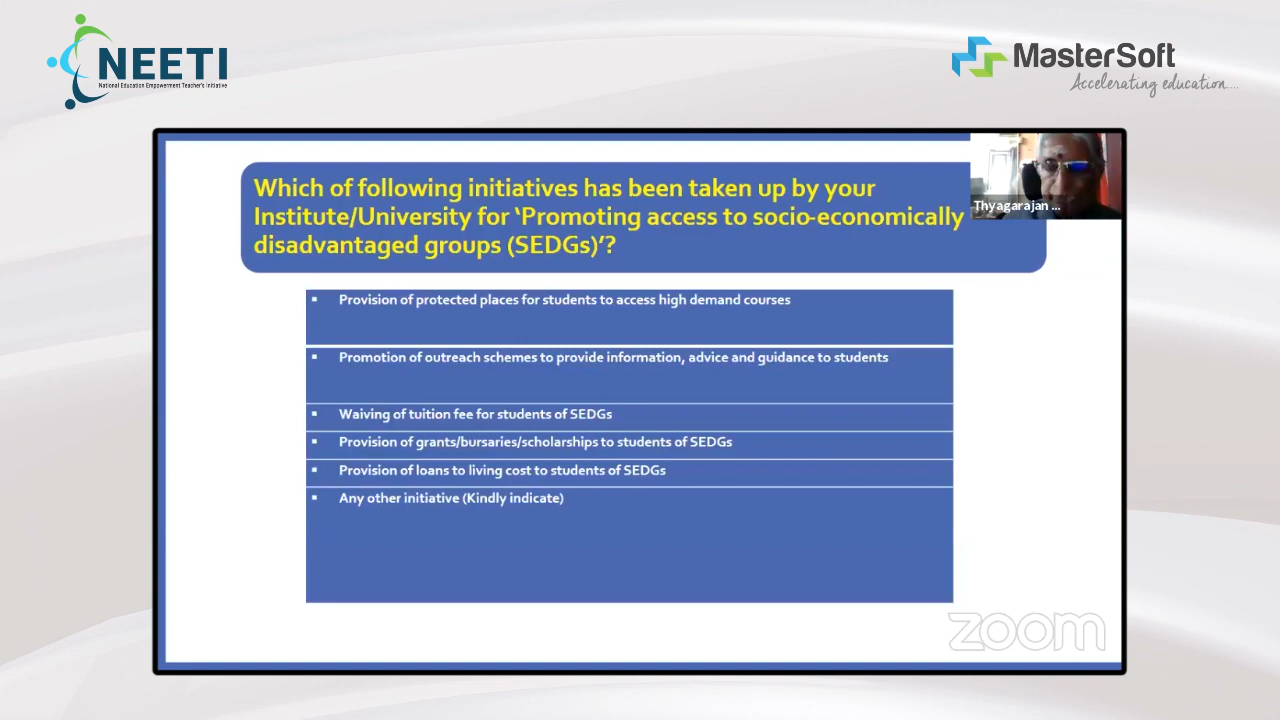 NEETI
National Education Empowerment Teacher's Initiative
MasterSoft
Accelerating education....
Which of following initiatives has been taken up by your
Institute/University for ‘Promoting access to socio-economically
disadvantaged groups (SEDGs)’?
Thyagarajan ...
▪ Provision of protected places for students to access high demand courses
▪ Promotion of outreach schemes to provide information, advice and guidance to students
▪ Waiving of tuition fee for students of SEDGs
▪ Provision of grants/bursaries/scholarships to students of SEDGs
▪ Provision of loans to living cost to students of SEDGs
▪ Any other initiative (Kindly indicate)
zoom